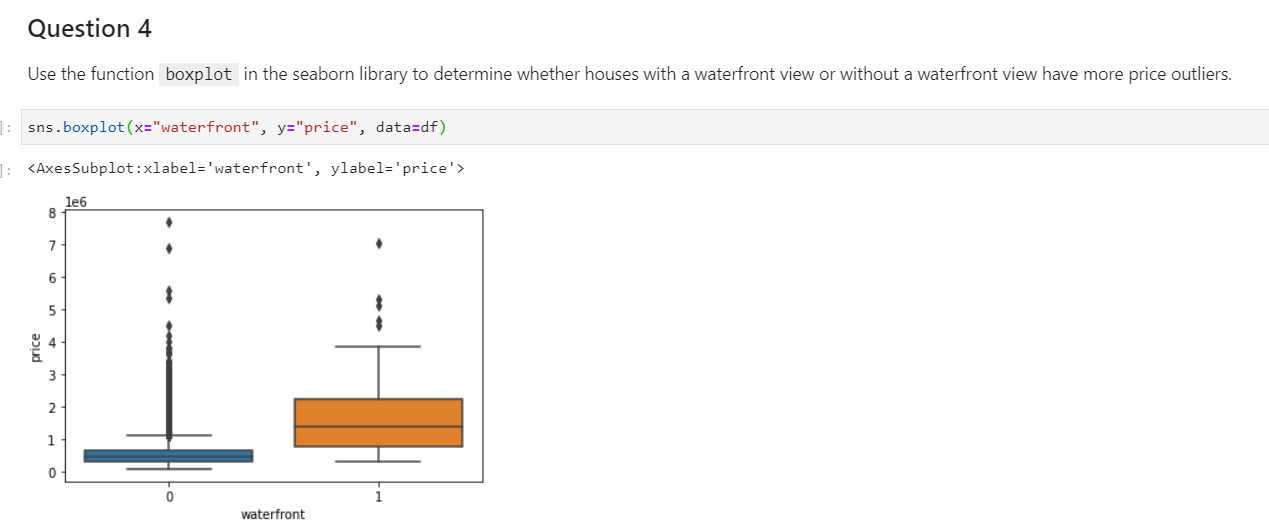 Question 4
Use the function boxplot in the seaborn library to determine whether houses with a waterfront view or without a waterfront view have more price outliers.
]: sns.boxplot(x="waterfront", y="price", data=df)
]: <AxesSubplot:xlabel='waterfront', ylabel='price'>
1e6
8
7
6
5
4
3
2
1
0
price
0 1
waterfront